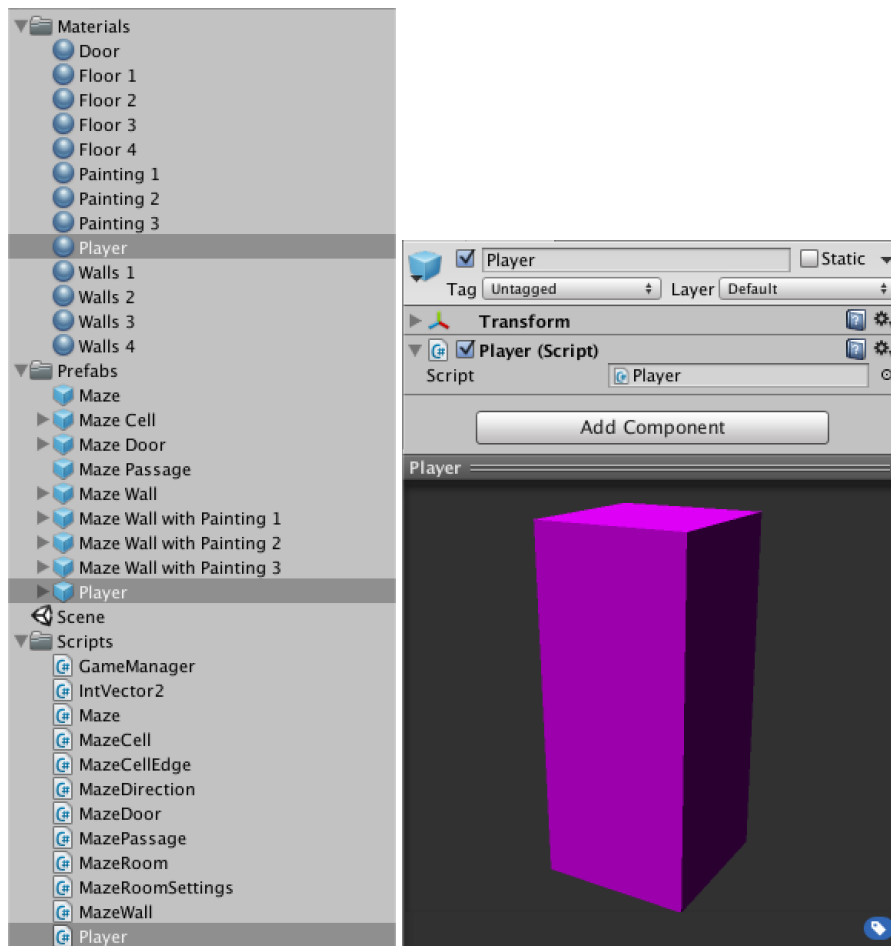 Materials
Door
Floor 1
Floor 2
Floor 3
Floor 4
Painting 1
Painting 2
Painting 3
Player
Walls 1
Walls 2
Walls 3
Walls 4
Prefabs
Maze
Maze Cell
Maze Door
Maze Passage
Maze Wall
Maze Wall with Painting 1
Maze Wall with Painting 2
Maze Wall with Painting 3
Player
Scene
Scripts
GameManager
IntVector2
Maze
MazeCell
MazeCellEdge
MazeDirection
MazeDoor
MazePassage
MazeRoom
MazeRoomSettings
MazeWall
Player
Player Static
Tag Untagged Layer Default
Transform
Player (Script)
Script Player
Add Component
Player